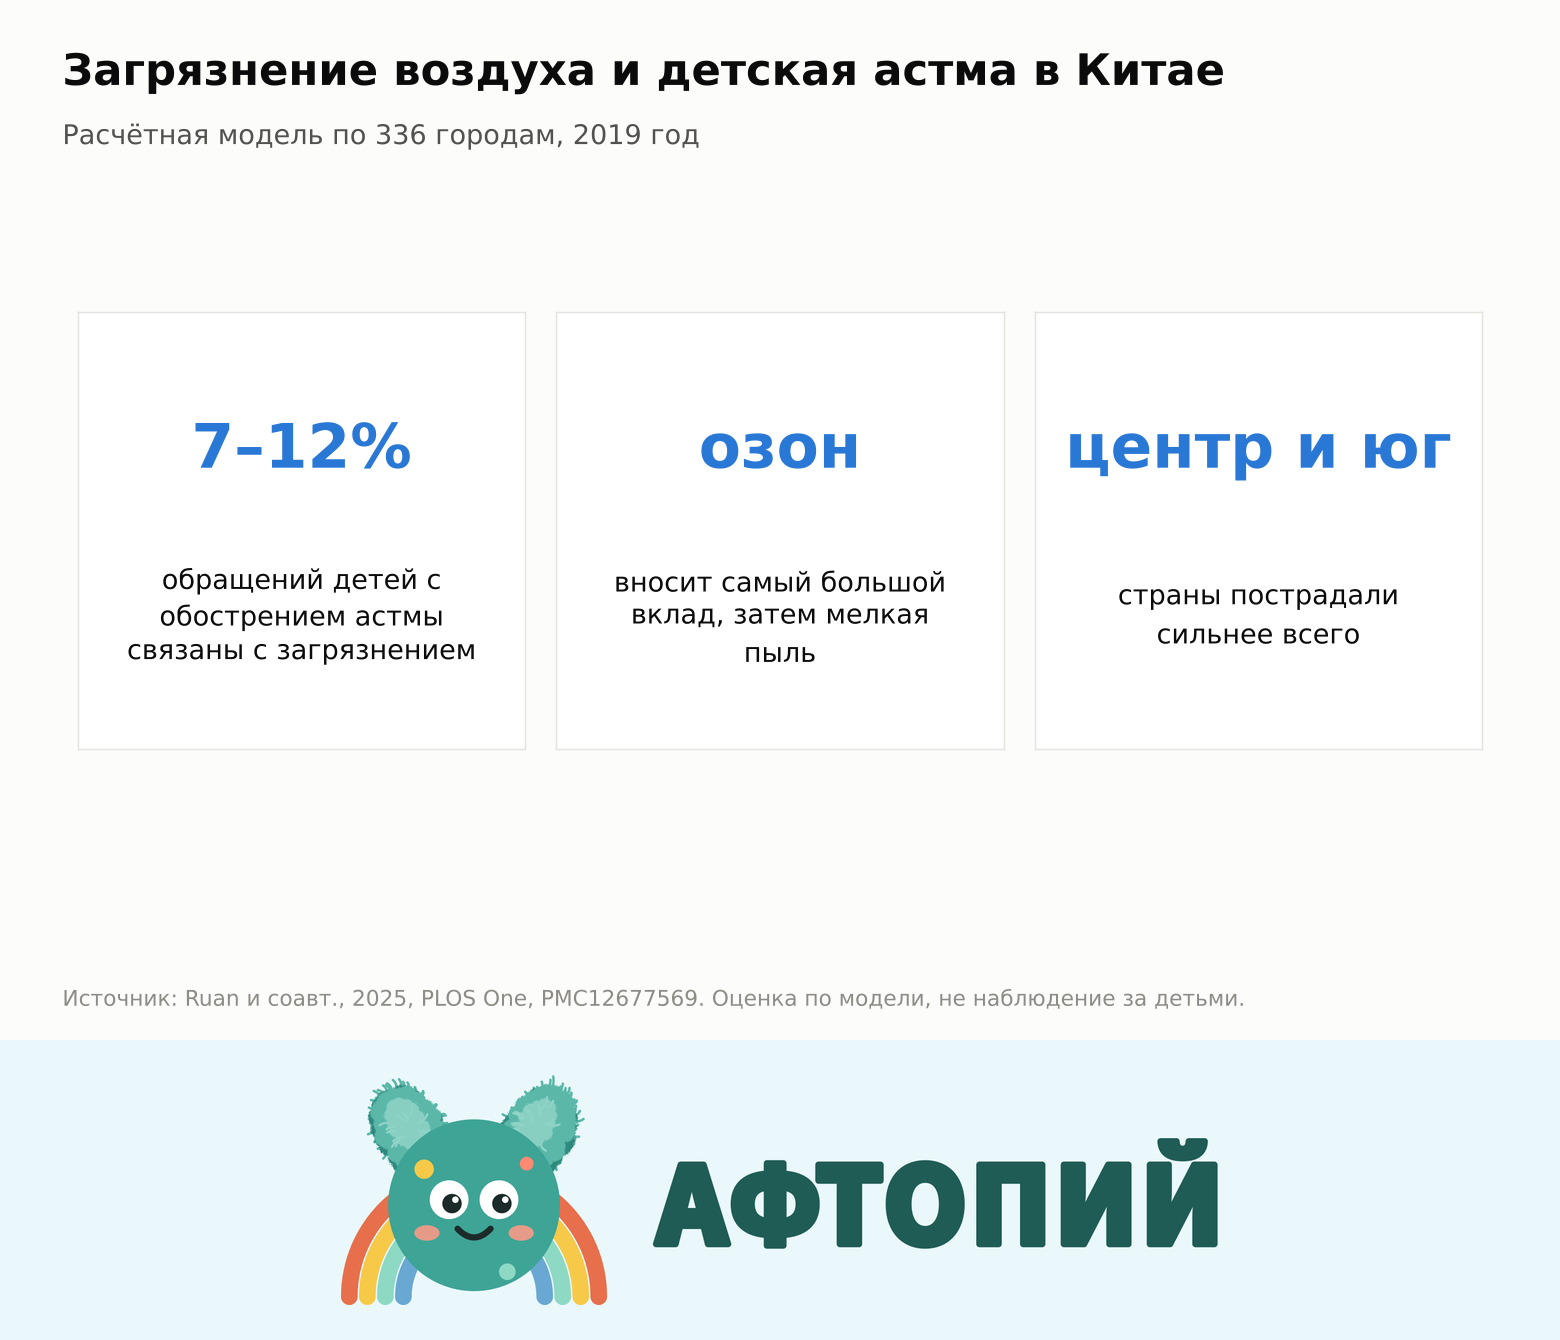 Загрязнение воздуха и детская астма в Китае
Расчётная модель по 336 городам, 2019 год
7–12%
обращений детей с
обострением астмы
связаны с загрязнением
озон
вносит самый большой
вклад, затем мелкая
пыль
центр и юг
страны пострадали
сильнее всего
Источник: Ruan и соавт., 2025, PLOS One, PMC12677569. Оценка по модели, не наблюдение за детьми.
АФТОПИЙ